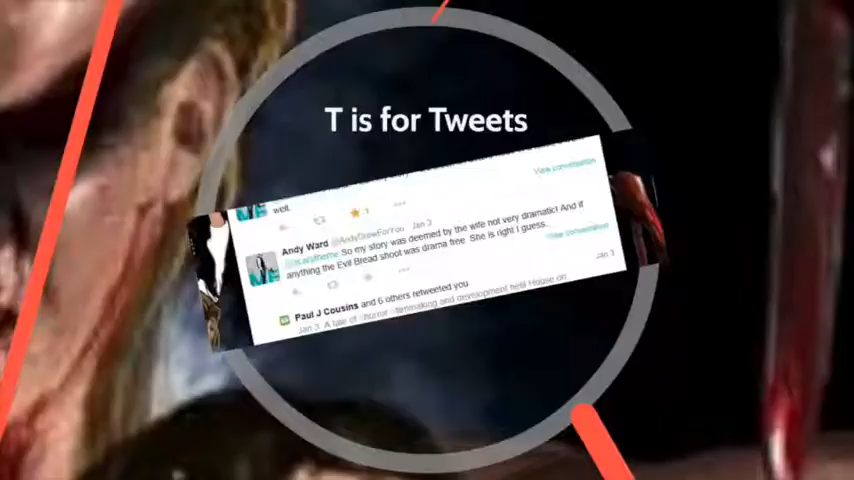 T is for Tweets
View conversation
well.
1
Andy Ward @AndyDrewForYou Jan 3
So my story was deemed by the wife not very dramatic! And if
anything the Evil Bread shoot was drama free. She is right I guess...
View conversation
Paul J Cousins and 6 others retweeted you
Jan 3
Jan 3 A tale of #horror filmmaking and development hell! House on